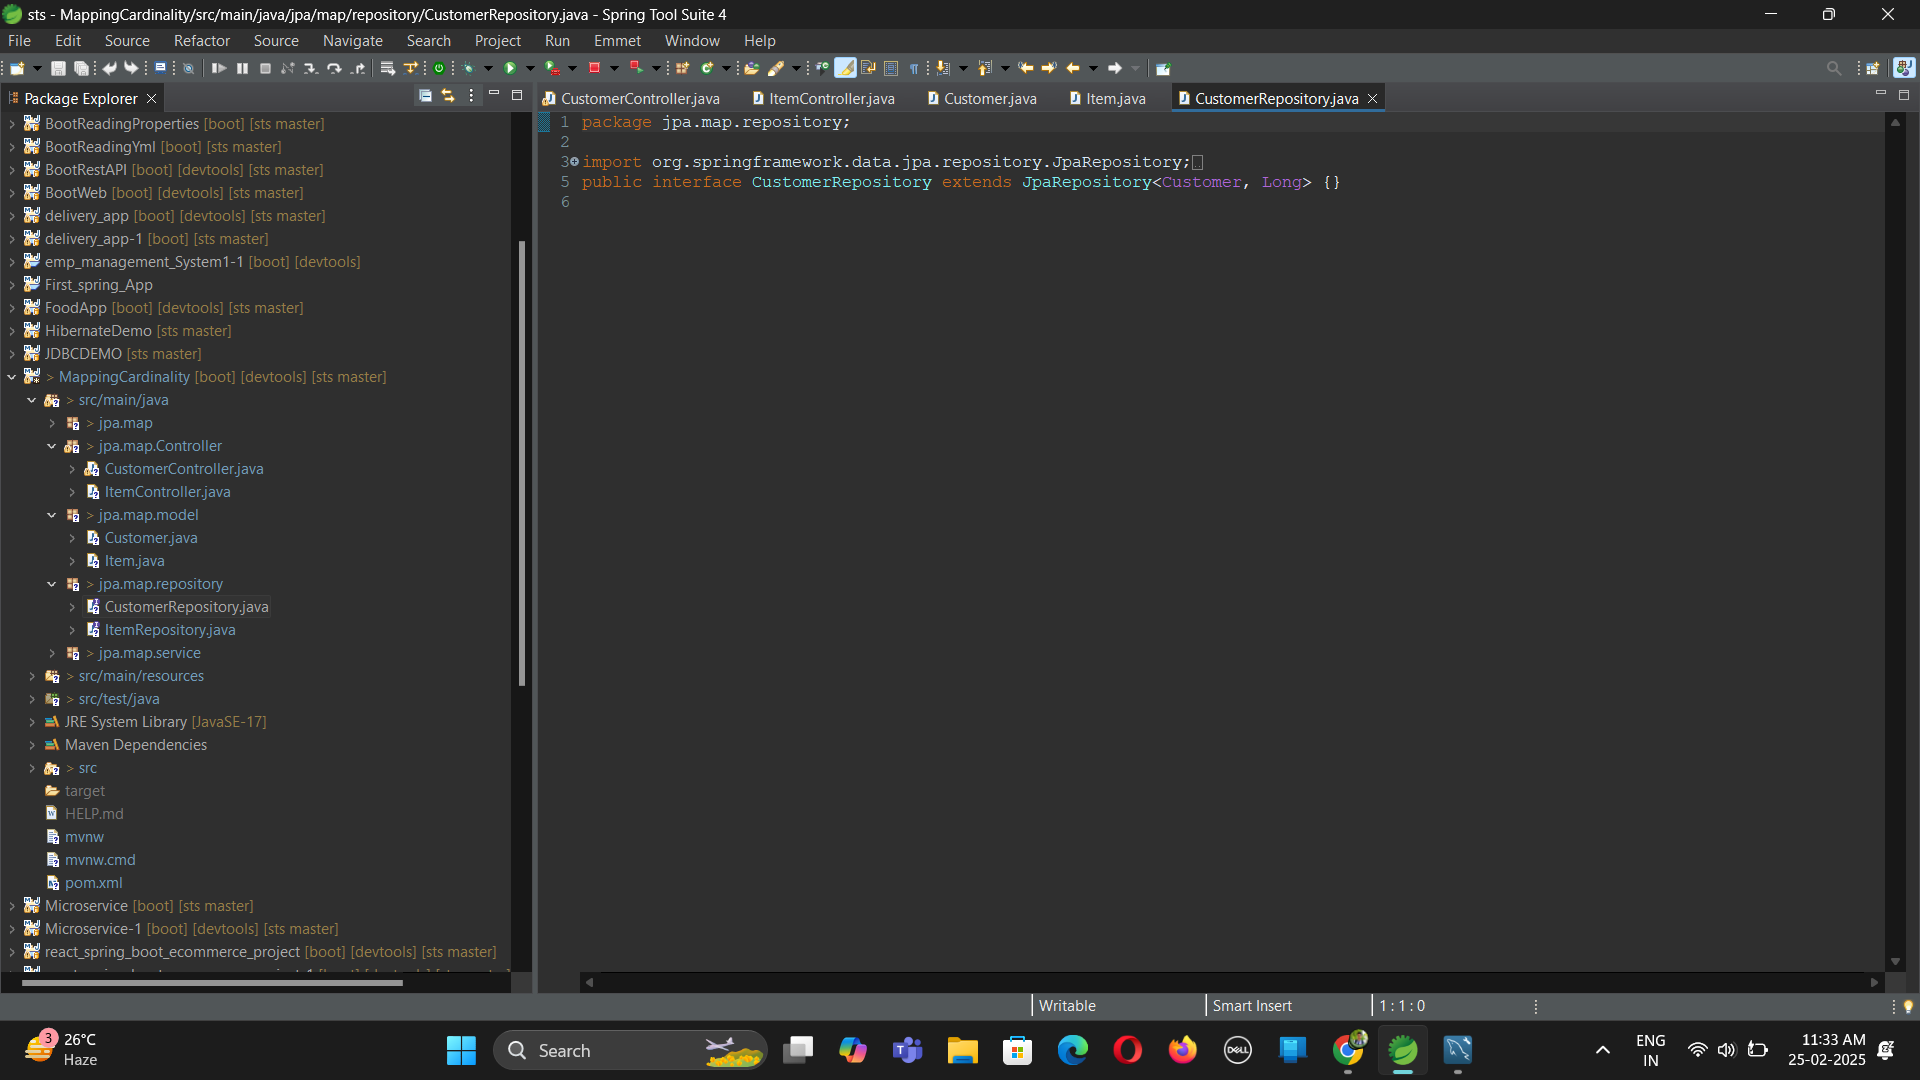 sts - MappingCardinality/src/main/java/jpa/map/repository/CustomerRepository.java - Spring Tool Suite 4
File Edit Source Refactor Source Navigate Search Project Run Emmet Window Help
Package Explorer
CustomerController.java ItemController.java Customer.java Item.java CustomerRepository.java
BootReadingProperties [boot] [sts master]
BootReadingYml [boot] [sts master]
BootRestAPI [boot] [devtools] [sts master]
BootWeb [boot] [devtools] [sts master]
delivery_app [boot] [devtools] [sts master]
delivery_app-1 [boot] [sts master]
emp_management_System1-1 [boot] [devtools]
First_spring_App
FoodApp [boot] [devtools] [sts master]
HibernateDemo [sts master]
JDBCDEMO [sts master]
> MappingCardinality [boot] [devtools] [sts master]
> src/main/java
> jpa.map
> jpa.map.Controller
CustomerController.java
ItemController.java
> jpa.map.model
Customer.java
Item.java
> jpa.map.repository
CustomerRepository.java
ItemRepository.java
> jpa.map.service
> src/main/resources
> src/test/java
JRE System Library [JavaSE-17]
Maven Dependencies
> src
target
HELP.md
mvnw
mvnw.cmd
pom.xml
Microservice [boot] [sts master]
Microservice-1 [boot] [devtools] [sts master]
react_spring_boot_ecommerce_project [boot] [devtools] [sts master]
1 package jpa.map.repository;
2
3 import org.springframework.data.jpa.repository.JpaRepository;
5 public interface CustomerRepository extends JpaRepository<Customer, Long> {}
6
Writable Smart Insert 1 : 1 : 0
3
26°C
Haze
Search
DELL
ENG
IN
11:33 AM
25-02-2025